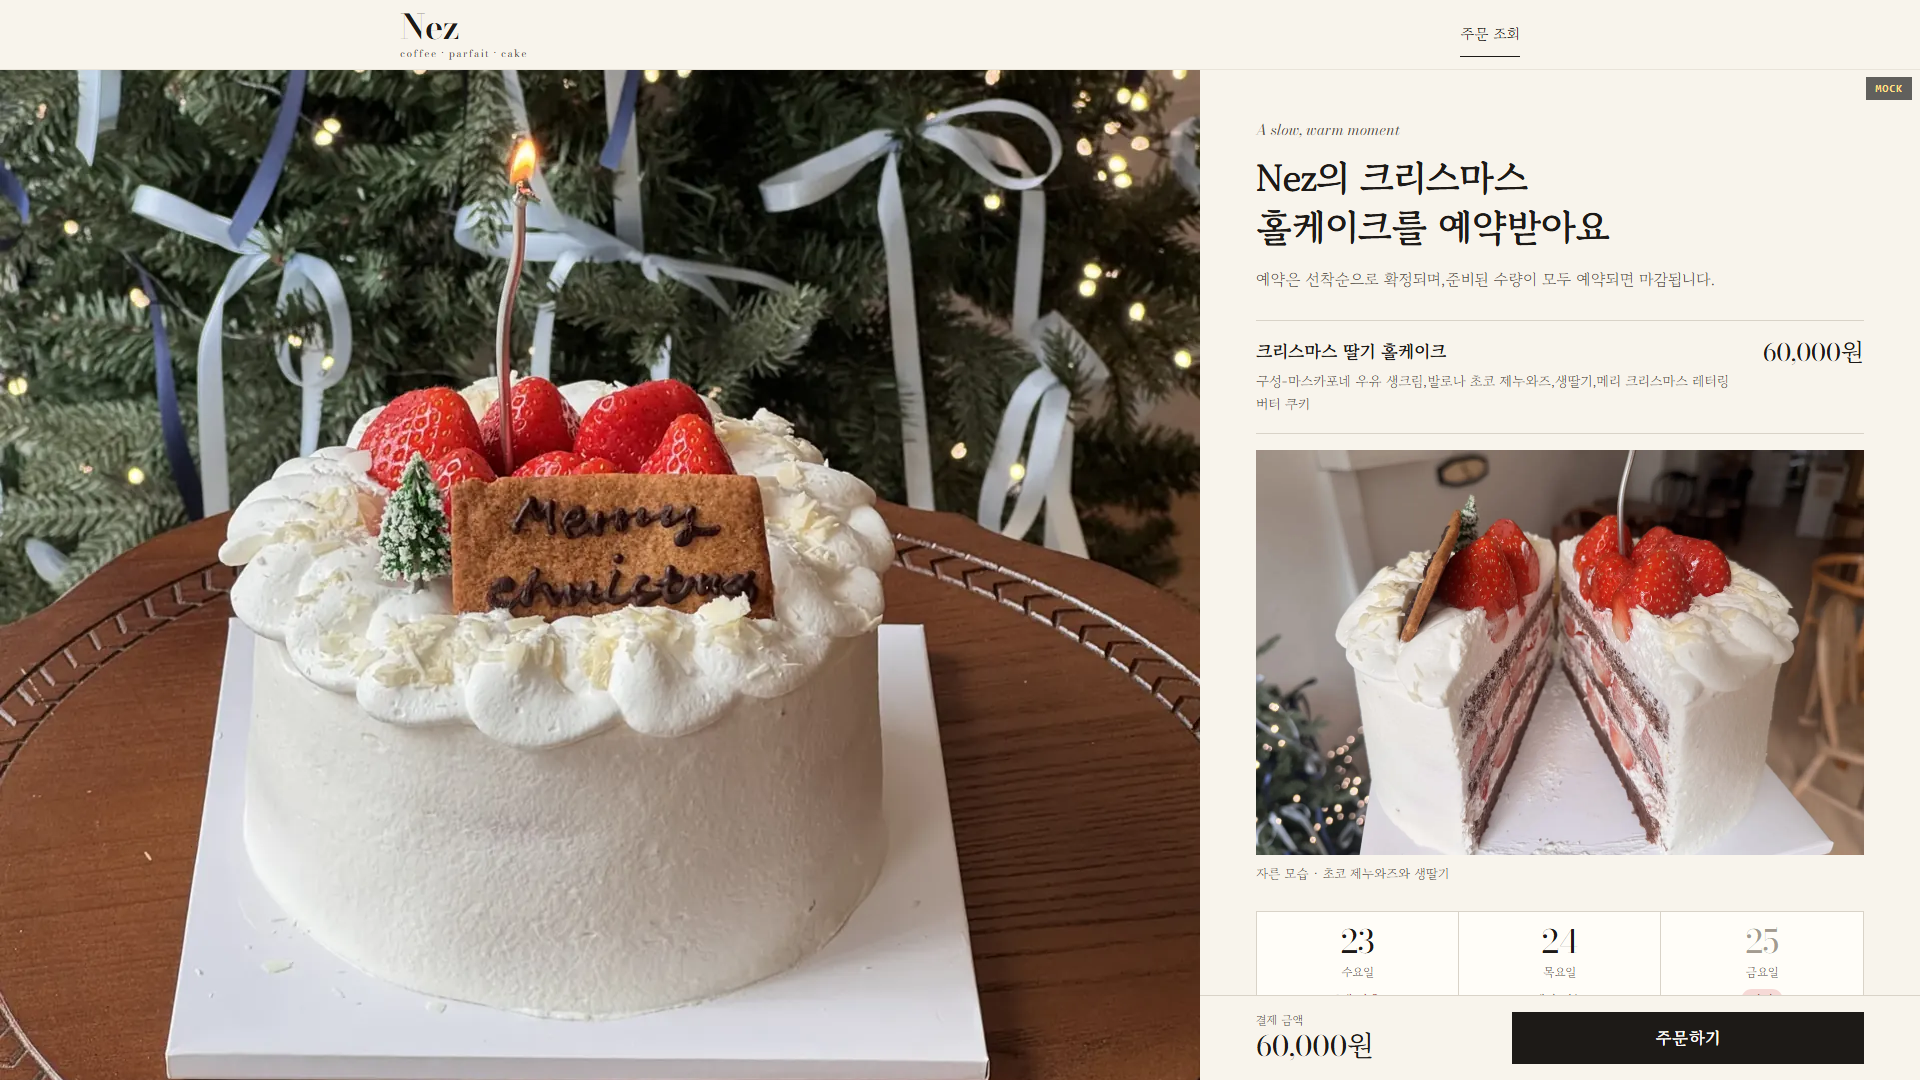 Nez
coffee · parfait · cake
주문 조회
MOCK
A slow, warm moment
Nez의 크리스마스
홀케이크를 예약받아요
예약은 선착순으로 확정되며,준비된 수량이 모두 예약되면 마감됩니다.
크리스마스 딸기 홀케이크
60,000원
구성-마스카포네 우유 생크림,발로나 초코 제누와즈,생딸기,메리 크리스마스 레터링
버터 쿠키
Merry
christmas
자른 모습 · 초코 제누와즈와 생딸기
23
수요일
24
목요일
25
금요일
결제 금액
60,000원
주문하기